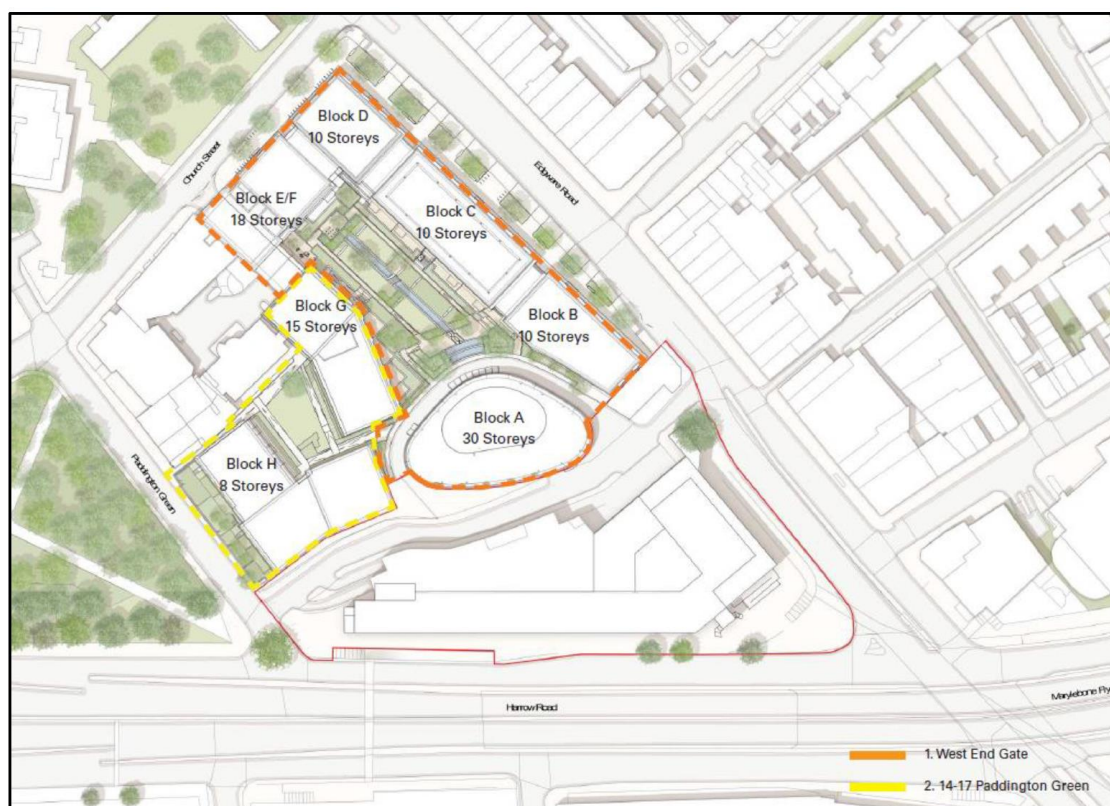 Block D
10 Storeys
Church Street
Edgware Road
Block E/F
18 Storeys
Block C
10 Storeys
Block G
15 Storeys
Block B
10 Storeys
Block A
30 Storeys
Block H
8 Storeys
Paddington Green
Harrow Road
1. West End Gate
2. 14-17 Paddington Green